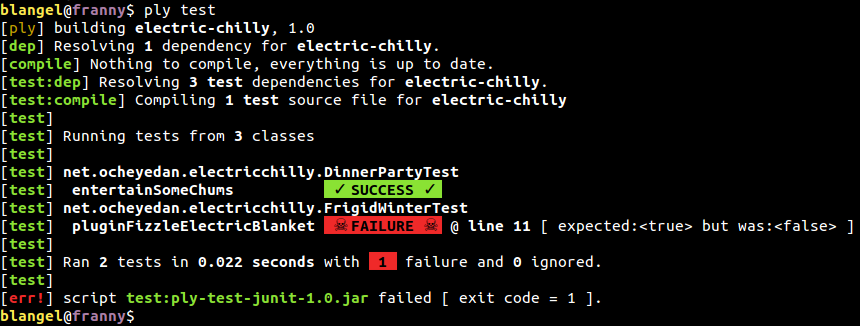 blangel@franny$ ply test
[ply] building electric-chilly, 1.0
[dep] Resolving 1 dependency for electric-chilly.
[compile] Nothing to compile, everything is up to date.
[test:dep] Resolving 3 test dependencies for electric-chilly.
[test:compile] Compiling 1 test source file for electric-chilly
[test]
[test] Running tests from 3 classes
[test]
[test] net.ocheyedan.electricchilly.DinnerPartyTest
[test]  entertainSomeChums ✓ SUCCESS ✓
[test] net.ocheyedan.electricchilly.FrigidWinterTest
[test]  pluginFizzleElectricBlanket ☠ FAILURE ☠ @ line 11 [ expected:<true> but was:<false> ]
[test]
[test] Ran 2 tests in 0.022 seconds with 1 failure and 0 ignored.
[test]
[err!] script test:ply-test-junit-1.0.jar failed [ exit code = 1 ].
blangel@franny$